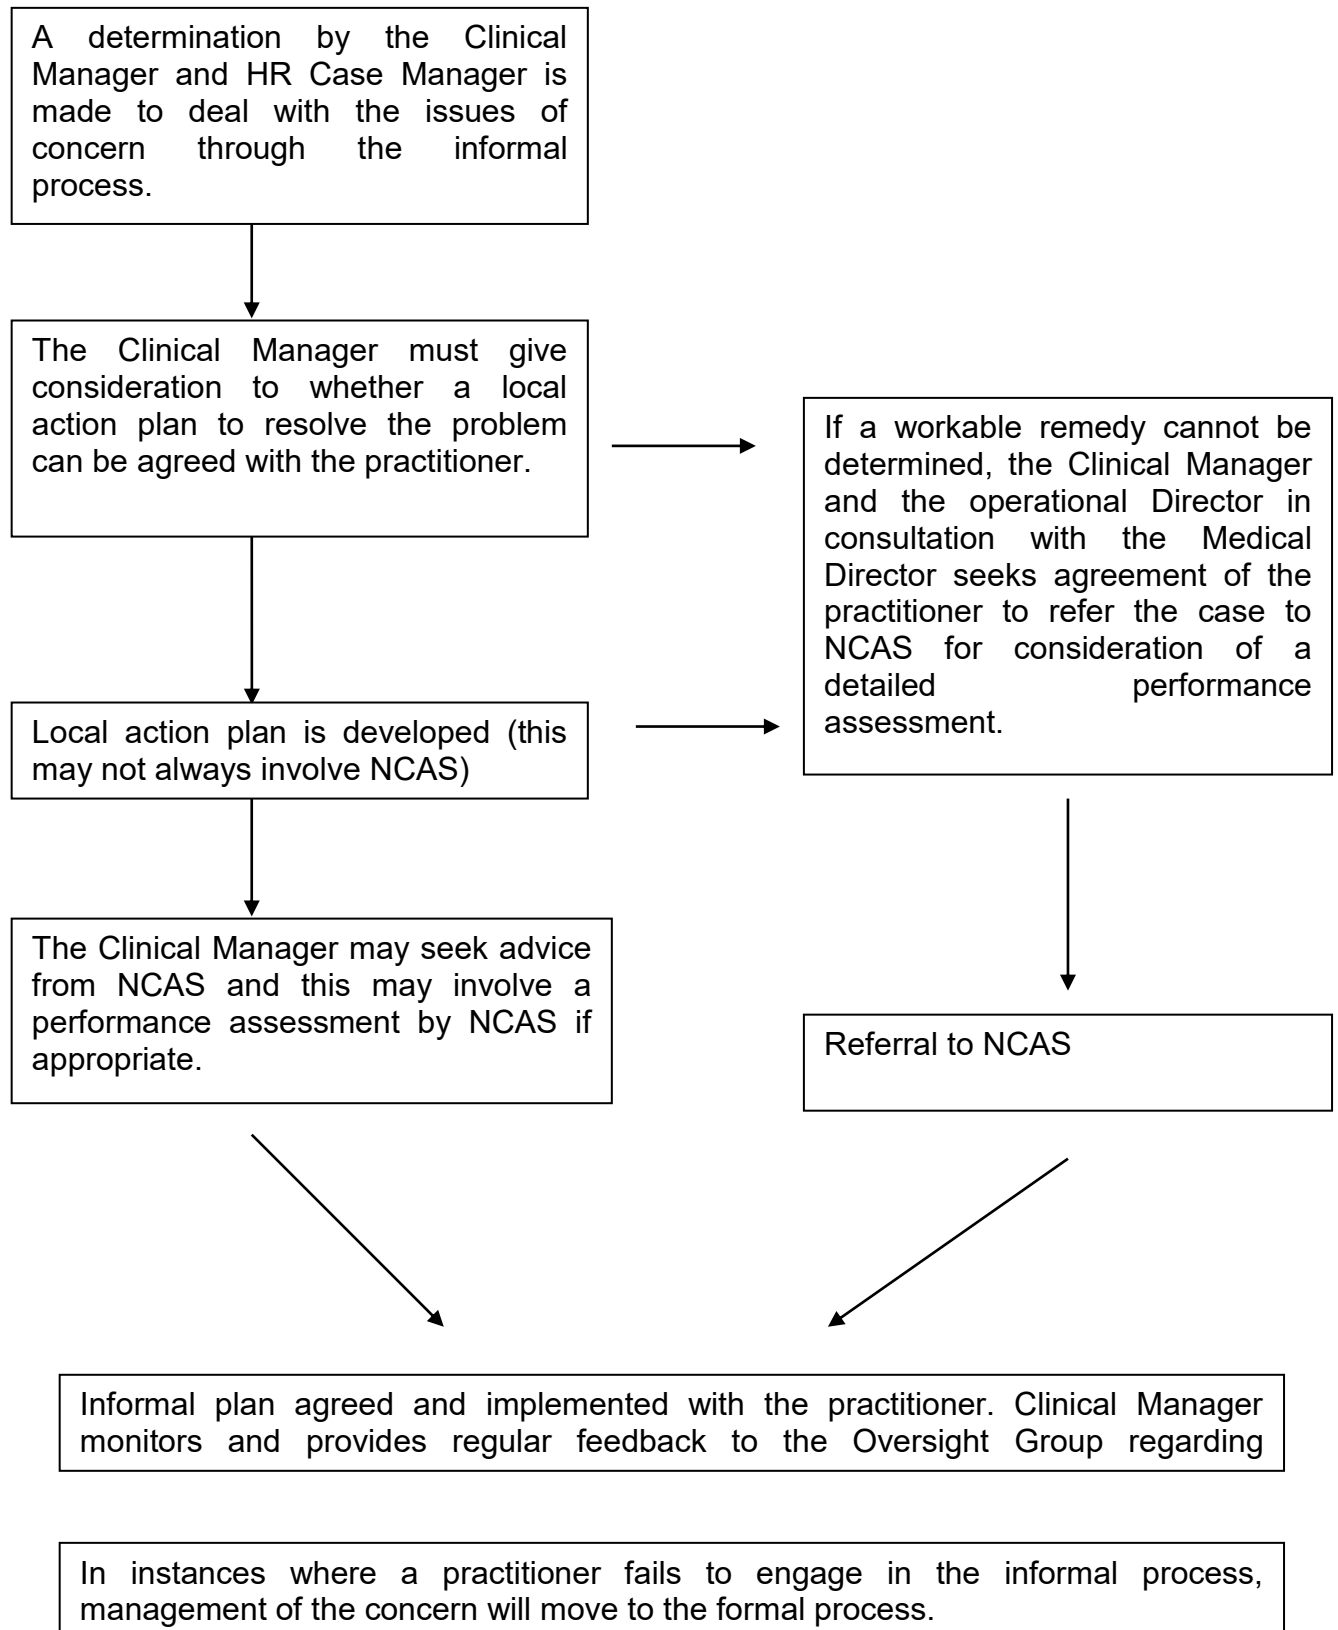 A determination by the Clinical
Manager and HR Case Manager is
made to deal with the issues of
concern through the informal
process.
The Clinical Manager must give
consideration to whether a local
action plan to resolve the problem
can be agreed with the practitioner.
If a workable remedy cannot be
determined, the Clinical Manager
and the operational Director in
consultation with the Medical
Director seeks agreement of the
practitioner to refer the case to
NCAS for consideration of a
detailed performance
assessment.
Local action plan is developed (this
may not always involve NCAS)
The Clinical Manager may seek advice
from NCAS and this may involve a
performance assessment by NCAS if
appropriate.
Referral to NCAS
Informal plan agreed and implemented with the practitioner. Clinical Manager
monitors and provides regular feedback to the Oversight Group regarding
In instances where a practitioner fails to engage in the informal process,
management of the concern will move to the formal process.